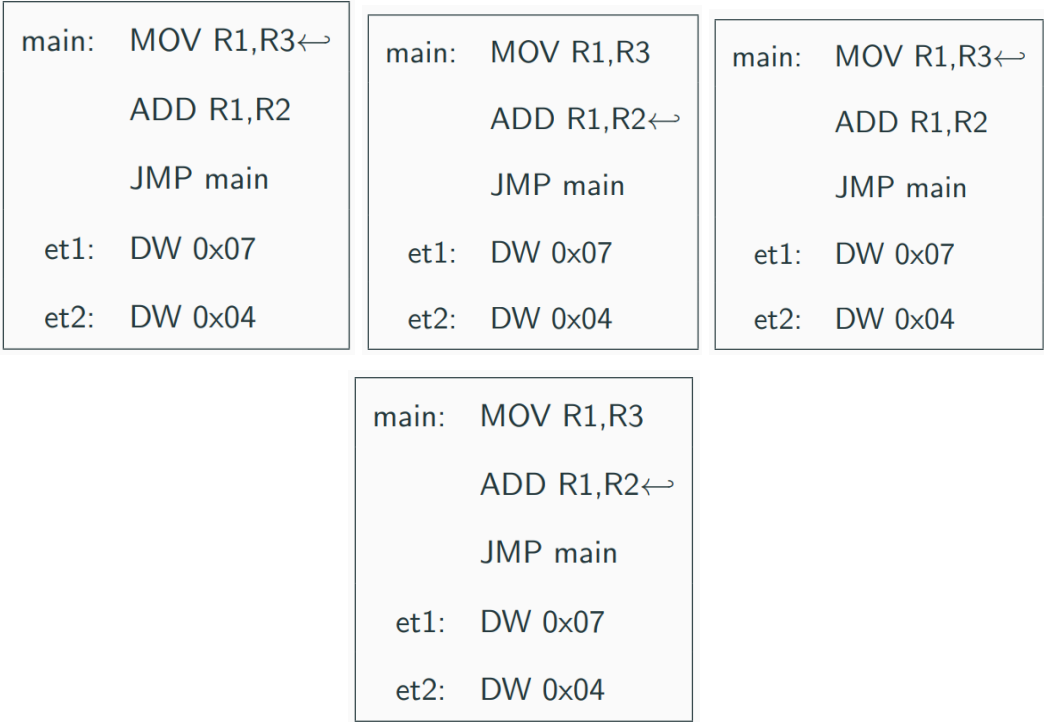 main: MOV R1,R3↩
ADD R1,R2
JMP main
et1: DW 0x07
et2: DW 0x04
main: MOV R1,R3
ADD R1,R2↩
JMP main
et1: DW 0x07
et2: DW 0x04
main: MOV R1,R3↩
ADD R1,R2
JMP main
et1: DW 0x07
et2: DW 0x04
main: MOV R1,R3
ADD R1,R2↩
JMP main
et1: DW 0x07
et2: DW 0x04